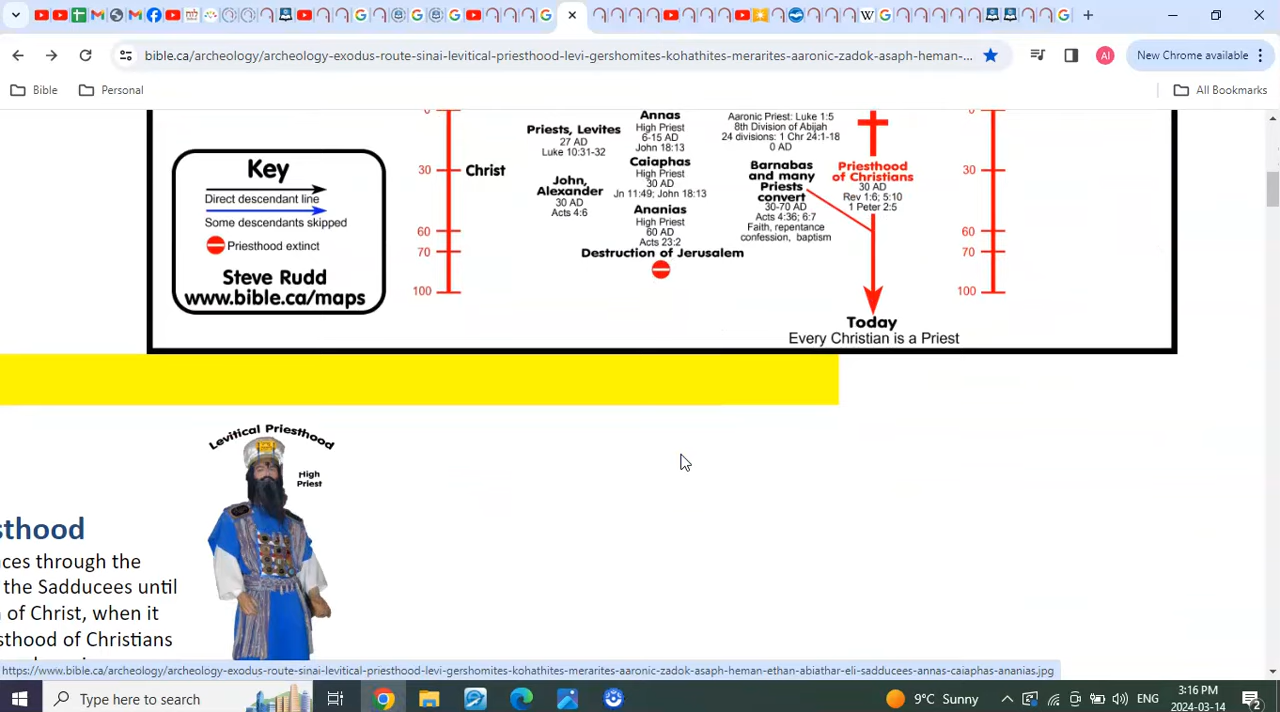 New Chrome available
bible.ca/archeology/archeology-exodus-route-sinai-levitical-priesthood-levi-gershomites-kohathites-merarites-aaronic-zadok-asaph-heman-...
AI
Bible
Personal
All Bookmarks
Key
Direct descendant line
Some descendants skipped
Priesthood extinct
Steve Rudd
www.bible.ca/maps
0
30
60
70
100
Christ
Priests, Levites
27 AD
Luke 10:31-32
John,
Alexander
30 AD
Acts 4:6
Annas
High Priest
6-15 AD
John 18:13
Caiaphas
High Priest
30 AD
Jn 11:49; John 18:13
Ananias
High Priest
60 AD
Acts 23:2
Destruction of Jerusalem
Aaronic Priest: Luke 1:5
8th Division of Abijah
24 divisions: 1 Chr 24:1-18
0 AD
Barnabas
and many
Priests
convert
30-70 AD
Acts 4:36; 6:7
Faith, repentance
confession, baptism
Priesthood
of Christians
30 AD
Rev 1:6; 5:10
1 Peter 2:5
Today
Every Christian is a Priest
0
30
60
70
100
Levitical Priesthood
High
Priest
sthood
ces through the
the Sadducees until
of Christ, when it
sthood of Christians
https://www.bible.ca/archeology/archeology-exodus-route-sinai-levitical-priesthood-levi-gershomites-kohathites-merarites-aaronic-zadok-asaph-heman-ethan-abiathar-eli-sadducees-annas-caiaphas-ananias.jpg
Type here to search
9°C Sunny
ENG
3:16 PM
2024-03-14
2